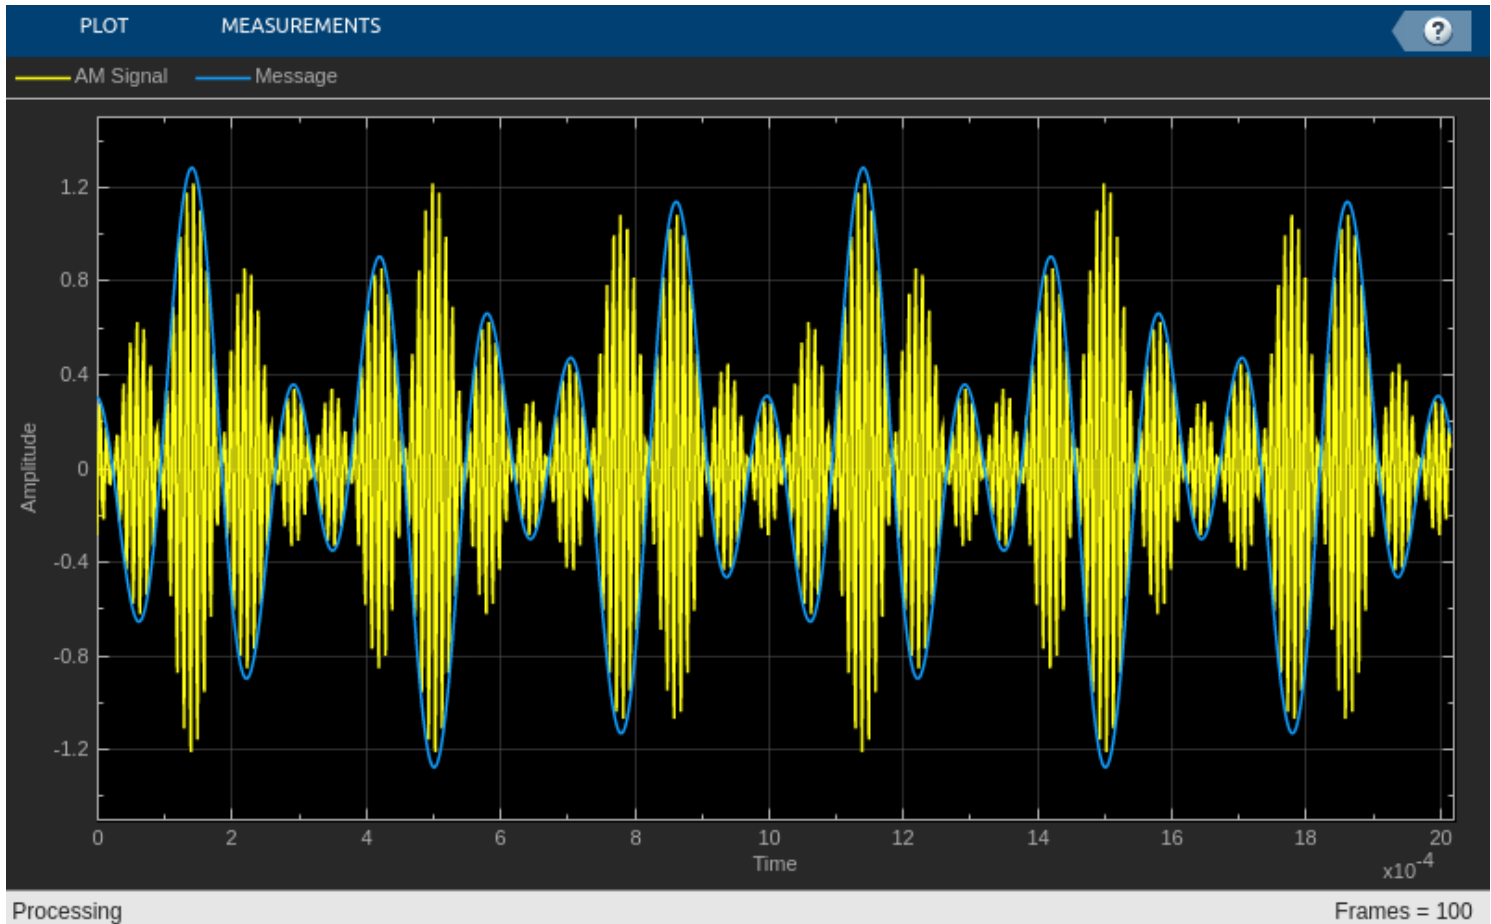 PLOT MEASUREMENTS ?
AM Signal Message
1.2
0.8
0.4
0
-0.4
-0.8
-1.2
Amplitude
0 2 4 6 8 10 12 14 16 18 20
Time
x10-4
Processing Frames = 100